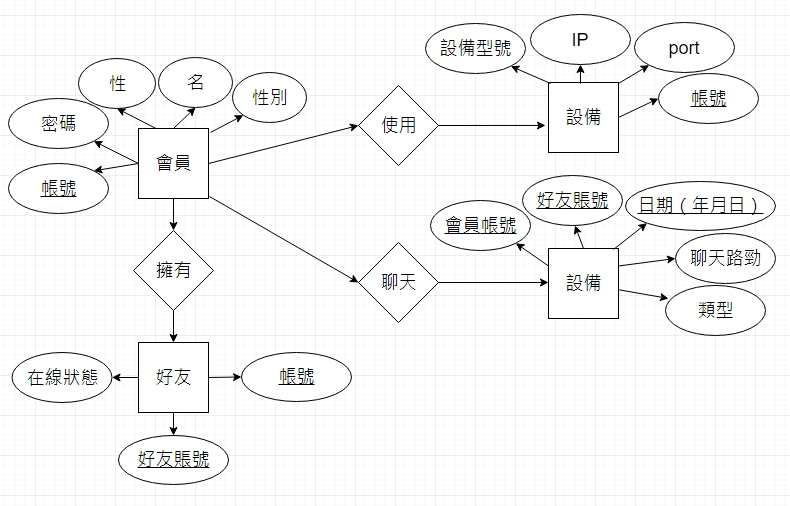 設備型號
IP
port
帳號
性
名
性別
密碼
帳號
會員
使用
設備
會員帳號
好友賬號
日期（年月日）
聊天路勁
類型
擁有
聊天
設備
在線狀態
好友
帳號
好友賬號